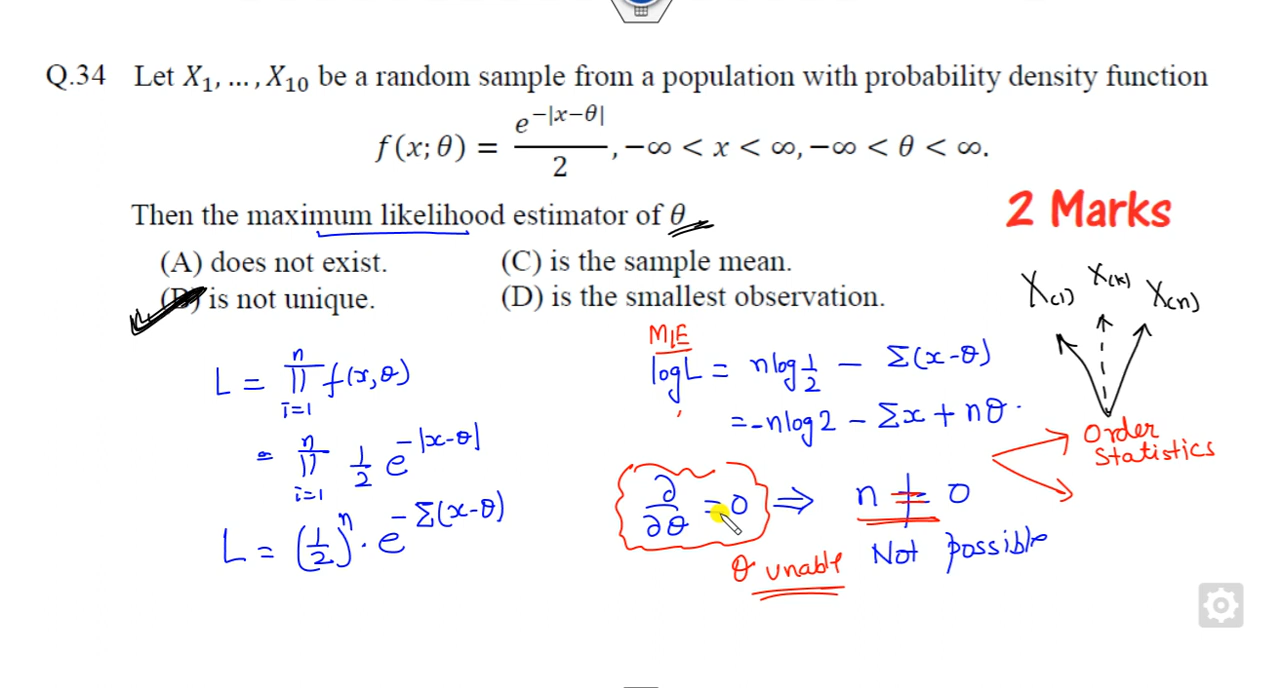 Q.34 Let X₁, ... , X₁₀ be a random sample from a population with probability density function
f(x; θ) = e^(−|x−θ|) / 2 , −∞ < x < ∞, −∞ < θ < ∞.
Then the maximum likelihood estimator of θ
2 Marks
(A) does not exist. (C) is the sample mean.
(B) is not unique. (D) is the smallest observation.
X₍₁₎ X₍ₖ₎ X₍ₙ₎
MLE
L = ∏ᵢ₌₁ⁿ f(x, θ)
log L = n log 1/2 − Σ(x−θ)
= −n log 2 − Σx + nθ.
Order
Statistics
= ∏ᵢ₌₁ⁿ 1/2 e^(−|x−θ|)
∂/∂θ = 0 ⇒ n ≠ 0
L = (1/2)ⁿ · e^(−Σ(x−θ))
θ unable Not possible